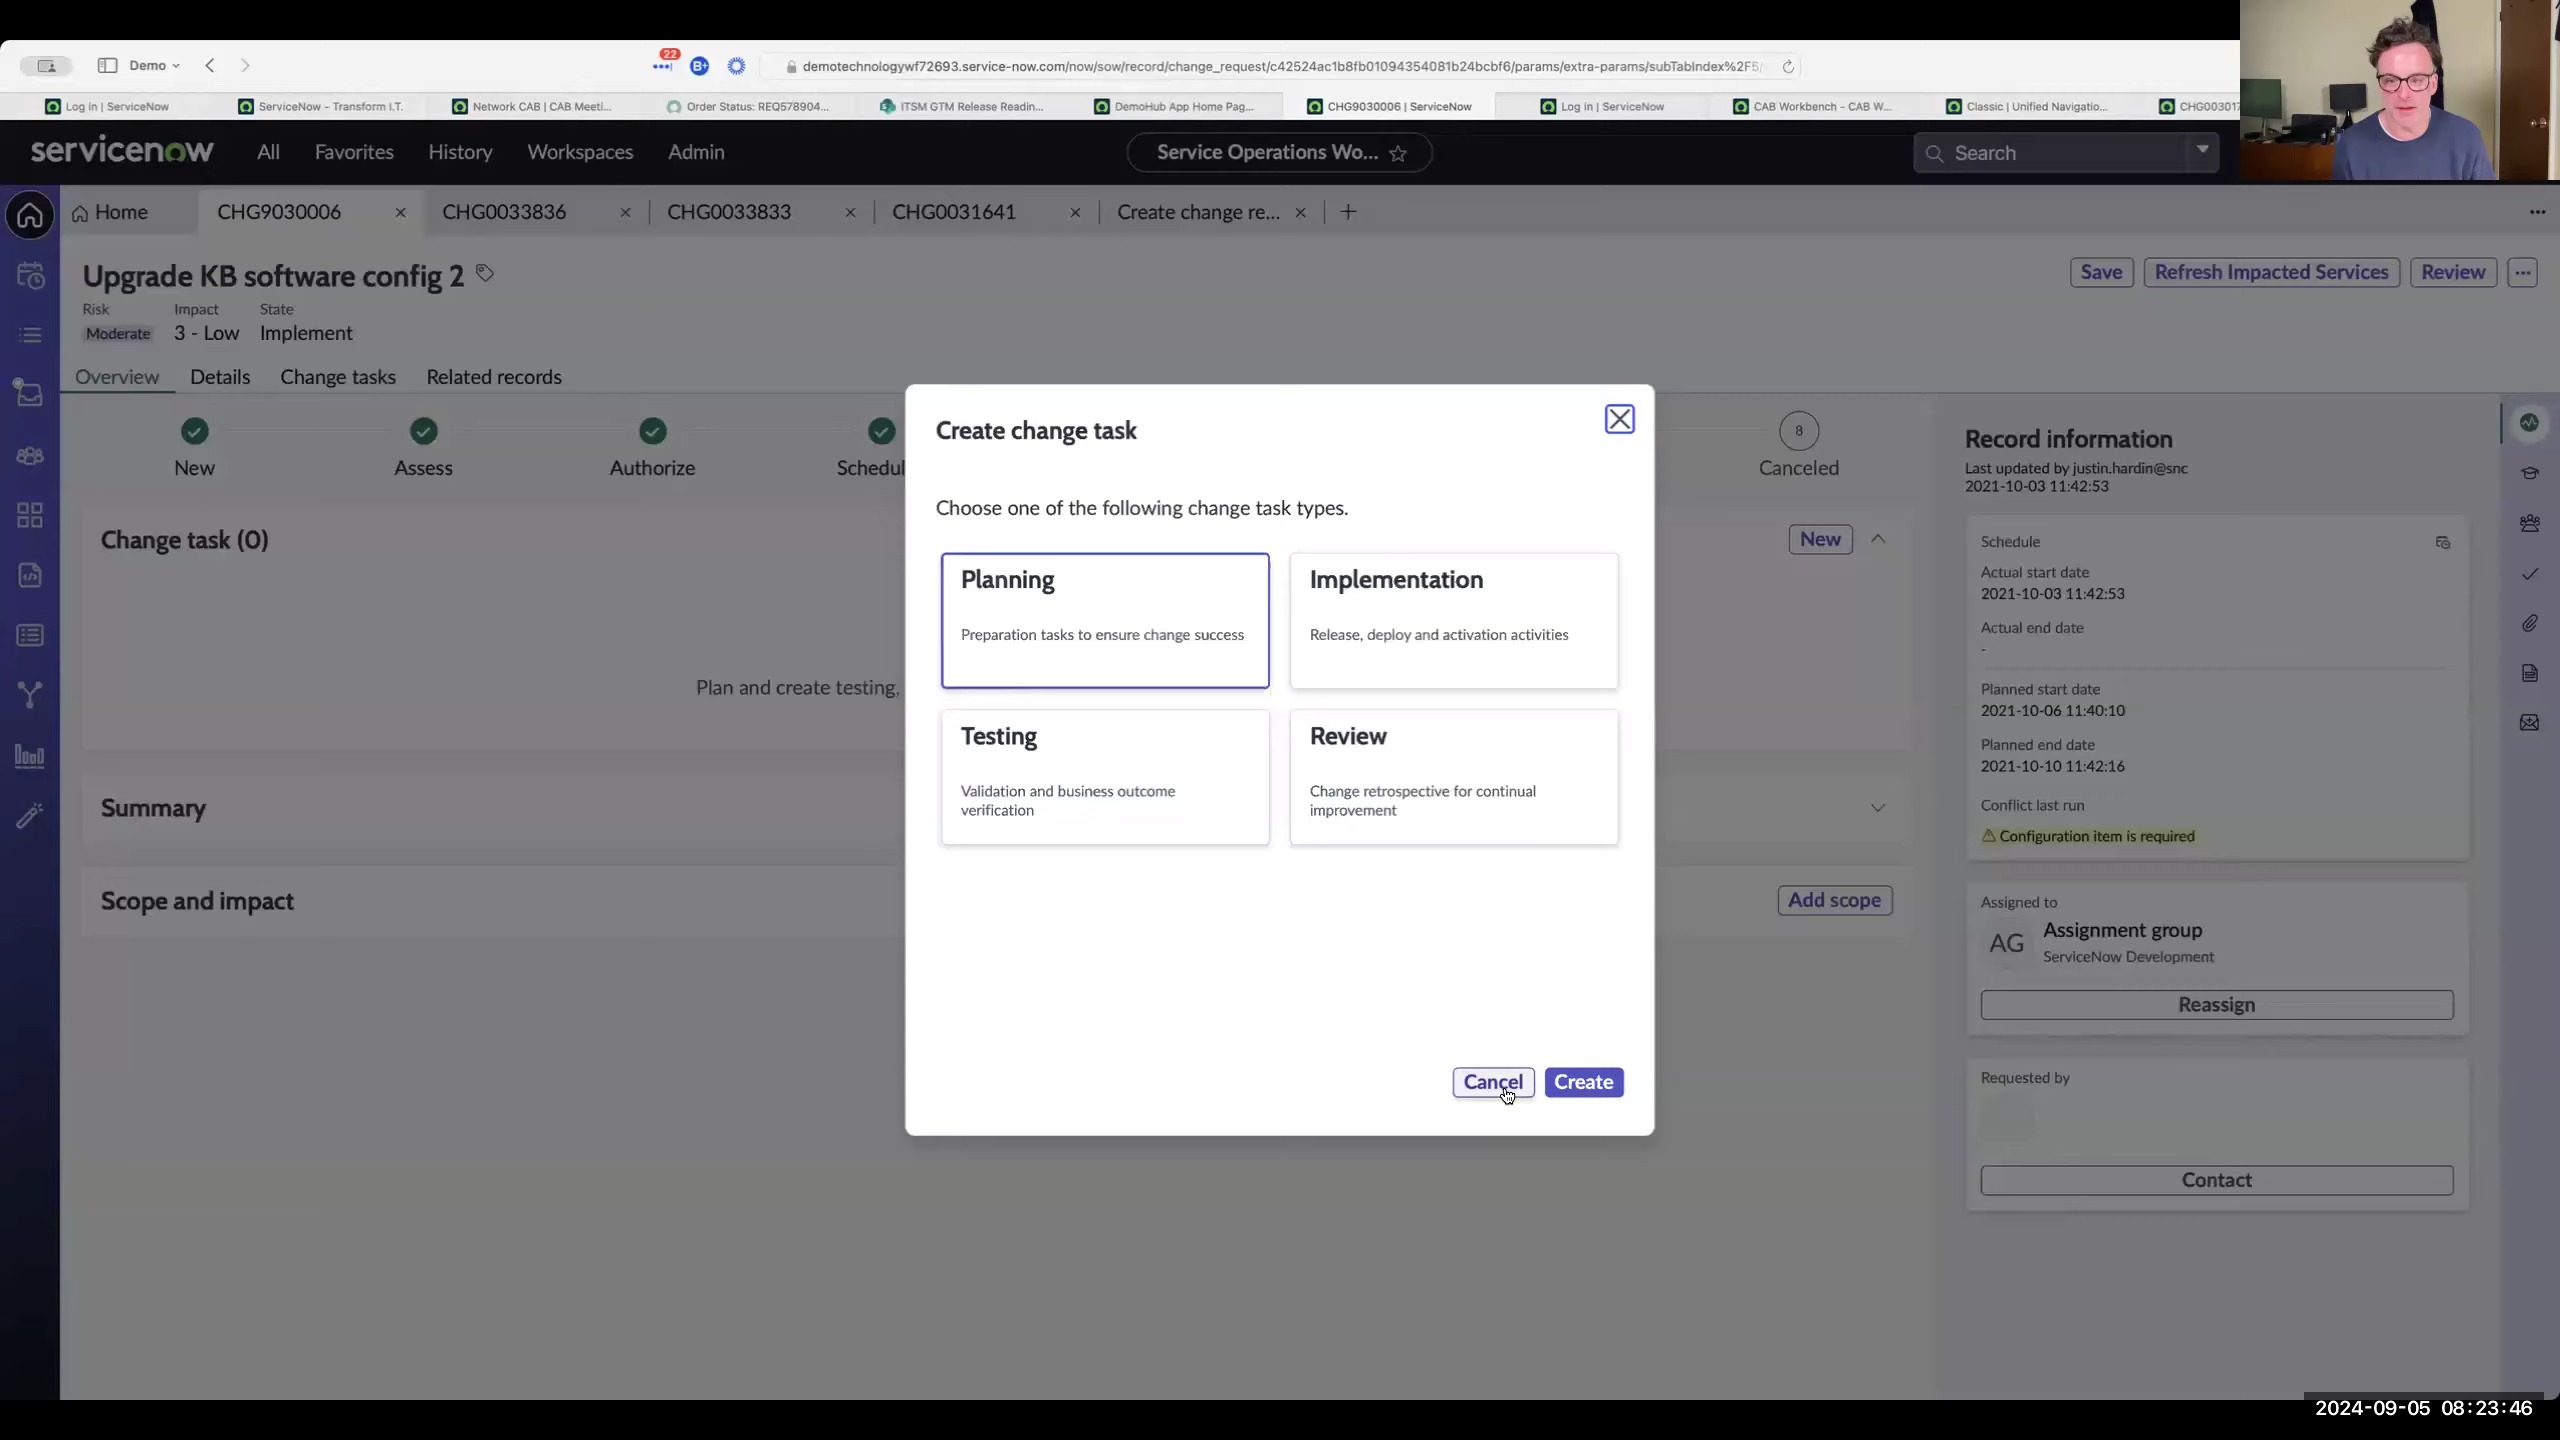 22
Demo
B+
demotechnologywf72693.service-now.com/now/sow/record/change_request/c42524ac1b8fb01094354081b24bcbf6/params/extra-params/subTabIndex%2F5/
Log in | ServiceNow
ServiceNow - Transform I.T.
Network CAB | CAB Meeti...
Order Status: REQ578904...
ITSM GTM Release Readin...
DemoHub App Home Pag...
CHG9030006 | ServiceNow
Log in | ServiceNow
CAB Workbench - CAB W...
Classic | Unified Navigatio...
CHG003017
servicenow
All
Favorites
History
Workspaces
Admin
Service Operations Wo...
Search
Home
CHG9030006
CHG0033836
CHG0033833
CHG0031641
Create change re...
Upgrade KB software config 2
Save
Refresh Impacted Services
Review
Risk
Impact
State
Moderate
3 - Low
Implement
Overview
Details
Change tasks
Related records
New
Assess
Authorize
Schedul
8
Canceled
Change task (0)
New
Plan and create testing,
Summary
Scope and impact
Add scope
Create change task
Choose one of the following change task types.
Planning
Preparation tasks to ensure change success
Implementation
Release, deploy and activation activities
Testing
Validation and business outcome
verification
Review
Change retrospective for continual
improvement
Cancel
Create
Record information
Last updated by justin.hardin@snc
2021-10-03 11:42:53
Schedule
Actual start date
2021-10-03 11:42:53
Actual end date
-
Planned start date
2021-10-06 11:40:10
Planned end date
2021-10-10 11:42:16
Conflict last run
Configuration item is required
Assigned to
AG
Assignment group
ServiceNow Development
Reassign
Requested by
Contact
2024-09-05 08:23:46